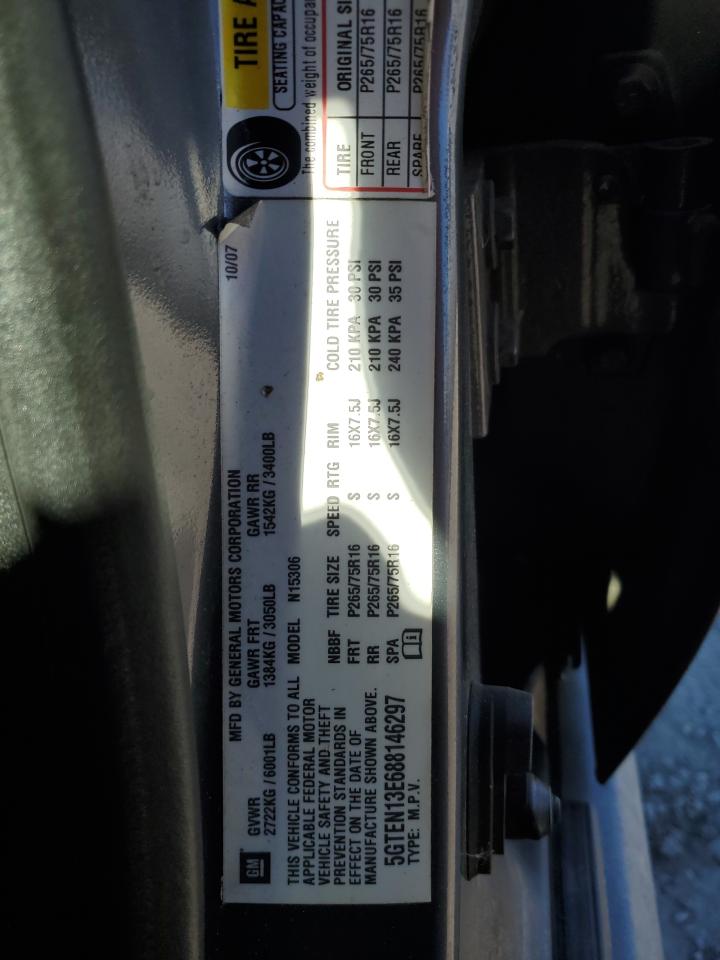 TIRE A
SEATING CAPAC
The combined weight of occupa
TIRE ORIGINAL SI
FRONT P265/75R16
REAR P265/75R16
SPARE P265/75R16
GM
MFD BY GENERAL MOTORS CORPORATION 10/07
GVWR GAWR FRT GAWR RR
2722KG / 6001LB 1384KG / 3050LB 1542KG / 3400LB
THIS VEHICLE CONFORMS TO ALL
APPLICABLE FEDERAL MOTOR
VEHICLE SAFETY AND THEFT
PREVENTION STANDARDS IN
EFFECT ON THE DATE OF
MANUFACTURE SHOWN ABOVE.
5GTEN13E688146297
TYPE: M.P.V.
MODEL N15306
NBBF TIRE SIZE SPEED RTG RIM COLD TIRE PRESSURE
FRT P265/75R16 S 16X7.5J 210 KPA 30 PSI
RR P265/75R16 S 16X7.5J 210 KPA 30 PSI
SPA P265/75R16 S 16X7.5J 240 KPA 35 PSI